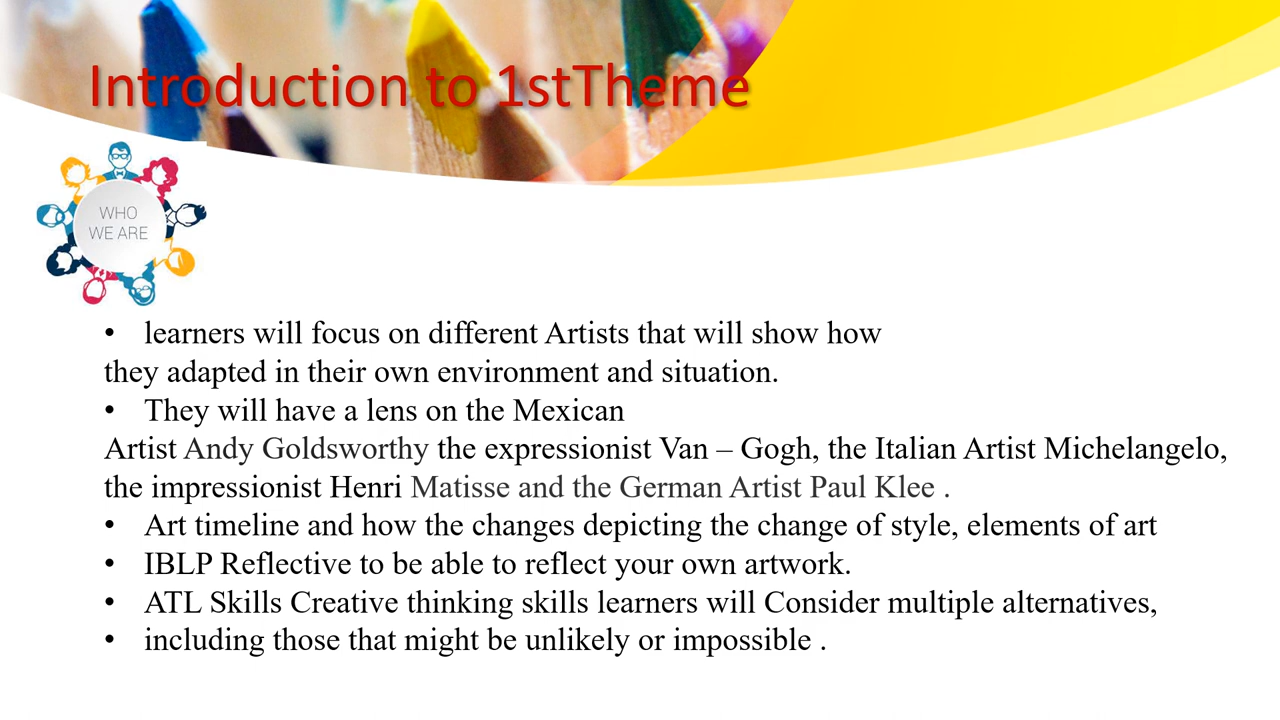 Introduction to 1stTheme
WHO
WE ARE
• learners will focus on different Artists that will show how
they adapted in their own environment and situation.
• They will have a lens on the Mexican
Artist Andy Goldsworthy the expressionist Van – Gogh, the Italian Artist Michelangelo,
the impressionist Henri Matisse and the German Artist Paul Klee .
• Art timeline and how the changes depicting the change of style, elements of art
• IBLP Reflective to be able to reflect your own artwork.
• ATL Skills Creative thinking skills learners will Consider multiple alternatives,
• including those that might be unlikely or impossible .